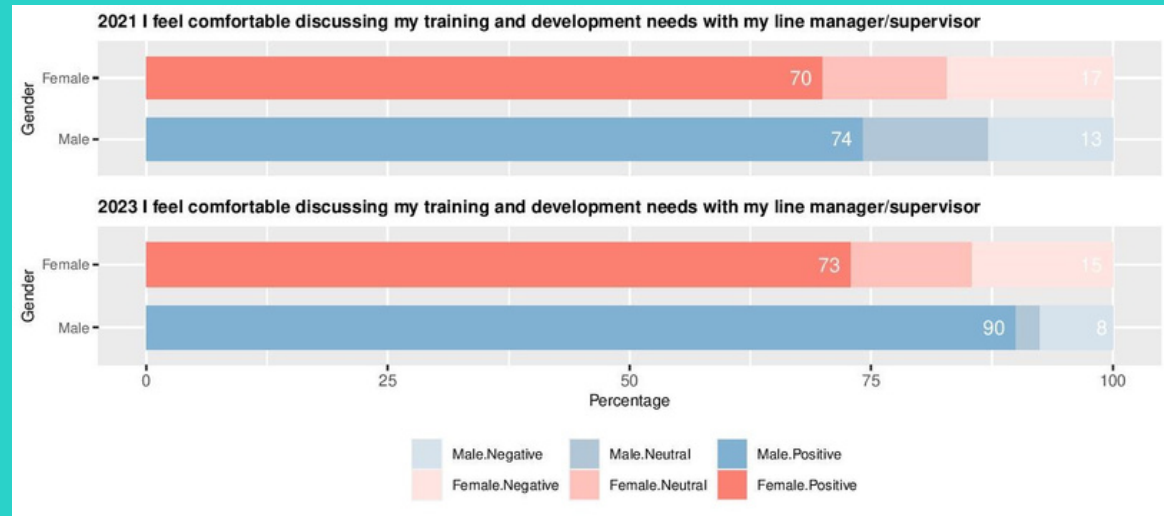 2021 I feel comfortable discussing my training and development needs with my line manager/supervisor
Gender
Female
70
17
Male
74
13
2023 I feel comfortable discussing my training and development needs with my line manager/supervisor
Gender
Female
73
15
Male
90
8
0 25 50 75 100
Percentage
Male.Negative Male.Neutral Male.Positive
Female.Negative Female.Neutral Female.Positive